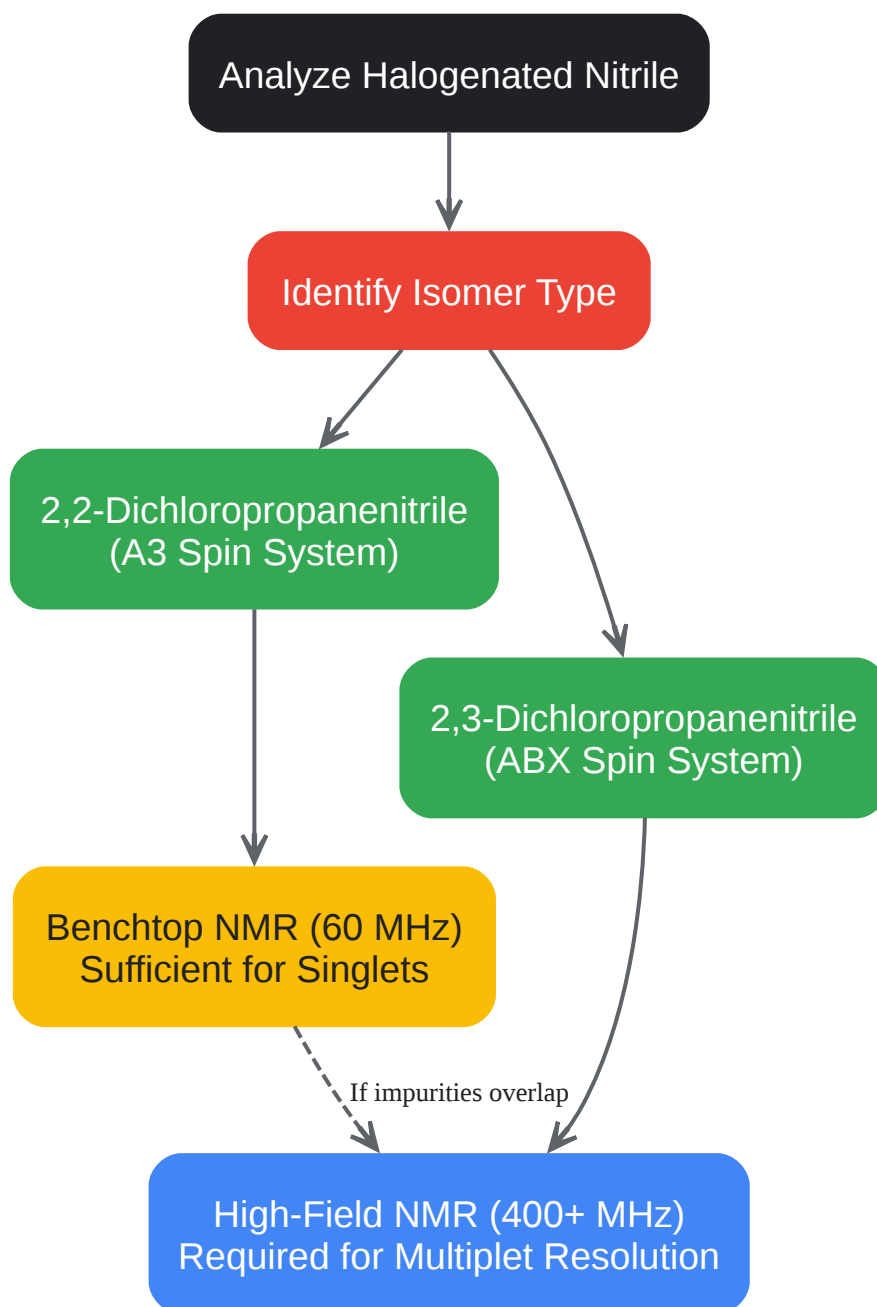 Analyze Halogenated Nitrile
Identify Isomer Type
2,2-Dichloropropanenitrile
(A3 Spin System)
2,3-Dichloropropanenitrile
(ABX Spin System)
Benchtop NMR (60 MHz)
Sufficient for Singlets
If impurities overlap
High-Field NMR (400+ MHz)
Required for Multiplet Resolution